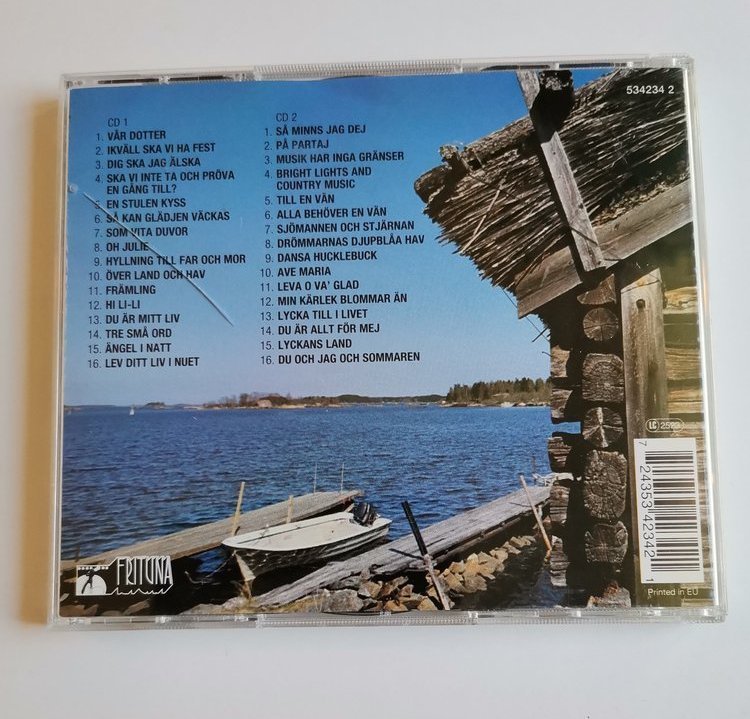 CD 1
1. VÅR DOTTER
2. IKVÄLL SKA VI HA FEST
3. DIG SKA JAG ÄLSKA
4. SKA VI INTE TA OCH PRÖVA
EN GÅNG TILL?
5. EN STULEN KYSS
6. SÅ KAN GLÄDJEN VÄCKAS
7. SOM VITA DUVOR
8. OH JULIE
9. HYLLNING TILL FAR OCH MOR
10. ÖVER LAND OCH HAV
11. FRÄMLING
12. HI LI-LI
13. DU ÄR MITT LIV
14. TRE SMÅ ORD
15. ÄNGEL I NATT
16. LEV DITT LIV I NUET
CD 2
1. SÅ MINNS JAG DEJ
2. PÅ PARTAJ
3. MUSIK HAR INGA GRÄNSER
4. BRIGHT LIGHTS AND
COUNTRY MUSIC
5. TILL EN VÄN
6. ALLA BEHÖVER EN VÄN
7. SJÖMANNEN OCH STJÄRNAN
8. DRÖMMARNAS DJUPBLÅA HAV
9. DANSA HUCKLEBUCK
10. AVE MARIA
11. LEVA O VA' GLAD
12. MIN KÄRLEK BLOMMAR ÄN
13. LYCKA TILL I LIVET
14. DU ÄR ALLT FÖR MEJ
15. LYCKANS LAND
16. DU OCH JAG OCH SOMMAREN
534234 2
LC
7 24353 42342 1
FRITUNA
Printed in EU